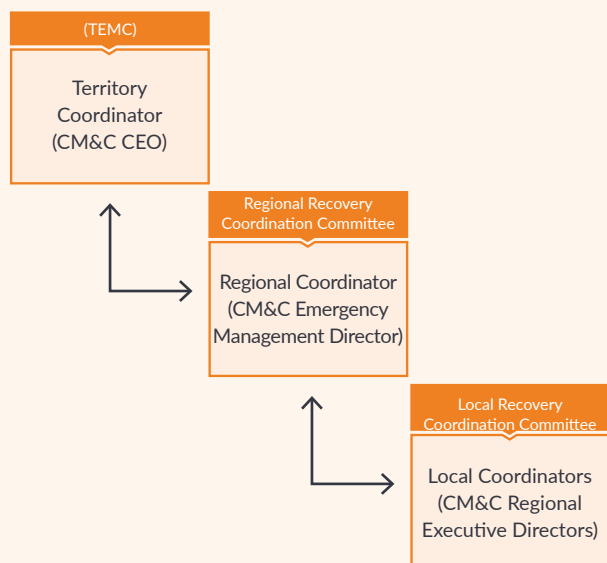 (TEMC)
Territory
Coordinator
(CM&C CEO)
Regional Recovery
Coordination Committee
Regional Coordinator
(CM&C Emergency
Management Director)
Local Recovery
Coordination Committee
Local Coordinators
(CM&C Regional
Executive Directors)